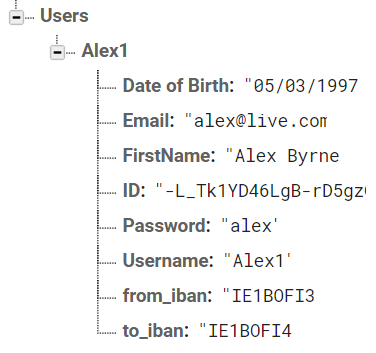 Users
Alex1
Date of Birth: "05/03/1997
Email: "alex@live.com
FirstName: "Alex Byrne
ID: "-L_Tk1YD46LgB-rD5gz
Password: "alex'
Username: "Alex1'
from_iban: "IE1BOFI3
to_iban: "IE1BOFI4